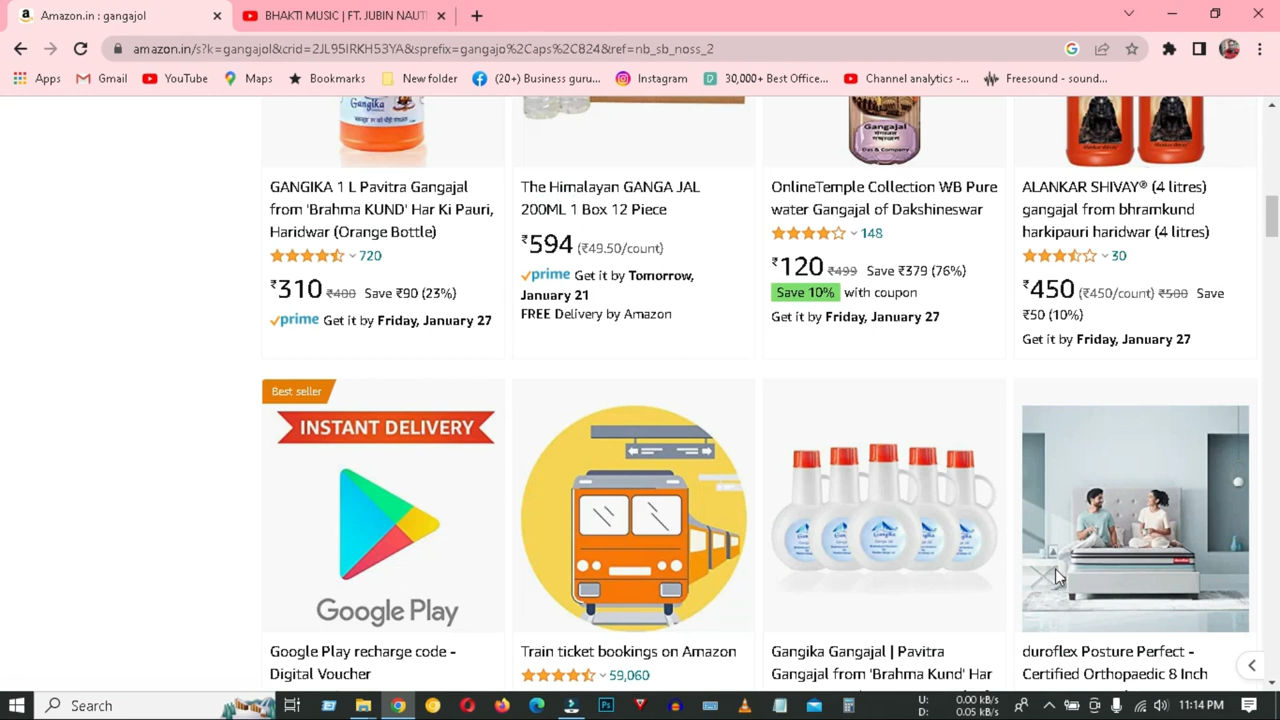 Amazon.in : gangajol
BHAKTI MUSIC | FT. JUBIN NAUT
amazon.in/s?k=gangajol&crid=2JL95IRKH53YA&sprefix=gangajo%2Caps%2C824&ref=nb_sb_noss_2
Apps Gmail YouTube Maps Bookmarks New folder (20+) Business guru... Instagram 30,000+ Best Office... Channel analytics -... Freesound - sound...
Gangika
Gangajal
Das & Company
GANGIKA 1 L Pavitra Gangajal
from 'Brahma KUND' Har Ki Pauri,
Haridwar (Orange Bottle)
720
₹310 ₹400 Save ₹90 (23%)
prime Get it by Friday, January 27
The Himalayan GANGA JAL
200ML 1 Box 12 Piece
₹594 (₹49.50/count)
prime Get it by Tomorrow,
January 21
FREE Delivery by Amazon
OnlineTemple Collection WB Pure
water Gangajal of Dakshineswar
148
₹120 ₹499 Save ₹379 (76%)
Save 10% with coupon
Get it by Friday, January 27
ALANKAR SHIVAY® (4 litres)
gangajal from bhramkund
harkipauri haridwar (4 litres)
30
₹450 (₹450/count) ₹500 Save
₹50 (10%)
Get it by Friday, January 27
Best seller
INSTANT DELIVERY
Google Play
Google Play recharge code -
Digital Voucher
Train ticket bookings on Amazon
59,060
Gangika Gangajal | Pavitra
Gangajal from 'Brahma Kund' Har
duroflex Posture Perfect -
Certified Orthopaedic 8 Inch
Search
U: 0.00 kB/s
D: 0.05 kB/s
11:14 PM